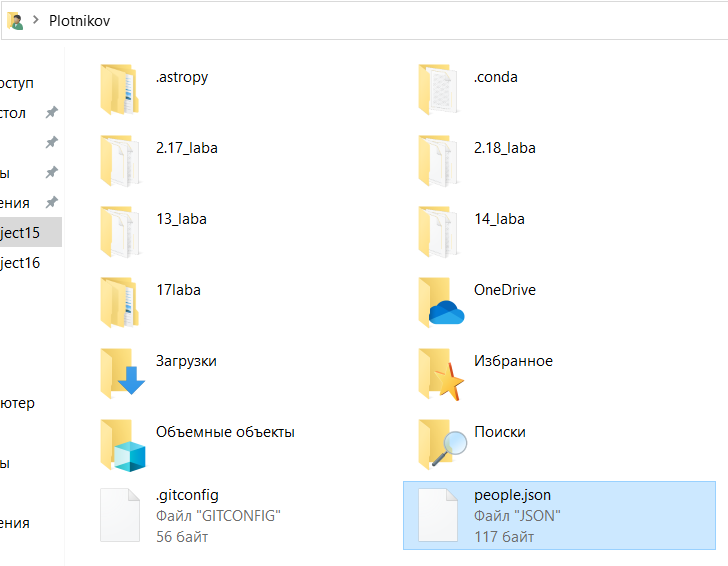 Plotnikov
оступ
стол
ы
ения
ject15
ject16
ютер
ы
ения
.astropy
.conda
2.17_laba
2.18_laba
13_laba
14_laba
17laba
OneDrive
Загрузки
Избранное
Объемные объекты
Поиски
.gitconfig
Файл "GITCONFIG"
56 байт
people.json
Файл "JSON"
117 байт